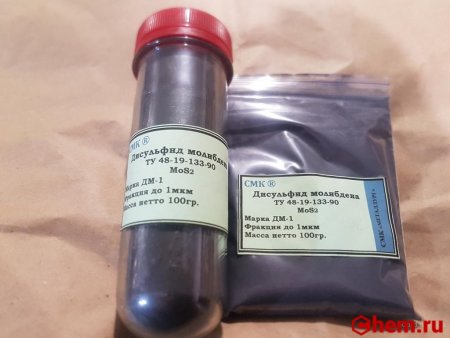 СМК ®
Дисульфид молибдена
ТУ 48-19-133-90
MoS2
Марка ДМ-1
Фракция до 1мкм
Масса нетто 100гр.
СМК ®
Дисульфид молибдена
ТУ 48-19-133-90
MoS2
Марка ДМ-1
Фракция до 1мкм
Масса нетто 100гр.
СМК «МЕТАЛЛУРГ»
chem.ru